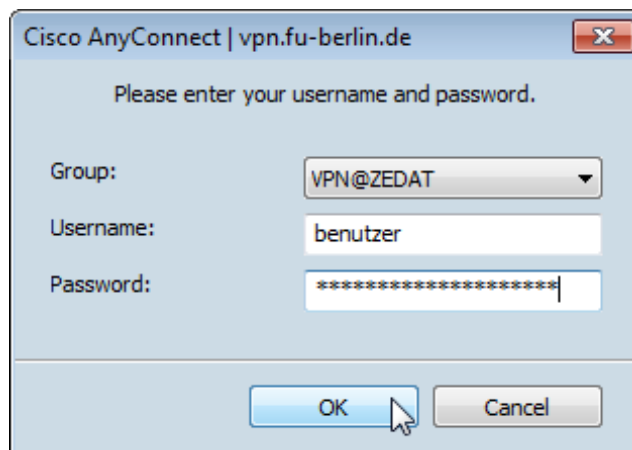 Cisco AnyConnect | vpn.fu-berlin.de
Please enter your username and password.
Group: VPN@ZEDAT
Username: benutzer
Password: ********************
OK Cancel